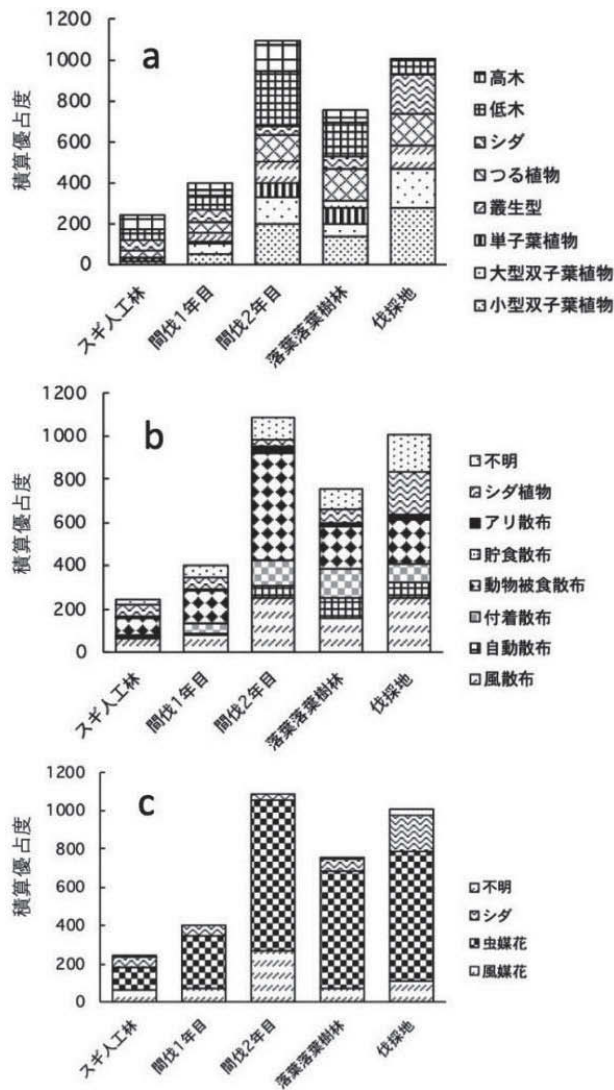 a
1200
1000
800
600
400
200
0
積算優占度
スギ人工林
間伐1年目
間伐2年目
落葉落葉樹林
伐採地
高木
低木
シダ
つる植物
叢生型
単子葉植物
大型双子葉植物
小型双子葉植物
b
1200
1000
800
600
400
200
0
積算優占度
スギ人工林
間伐1年目
間伐2年目
落葉落葉樹林
伐採地
不明
シダ植物
アリ散布
貯食散布
動物被食散布
付着散布
自動散布
風散布
c
1200
1000
800
600
400
200
0
積算優占度
スギ人工林
間伐1年目
間伐2年目
落葉落葉樹林
伐採地
不明
シダ
虫媒花
風媒花